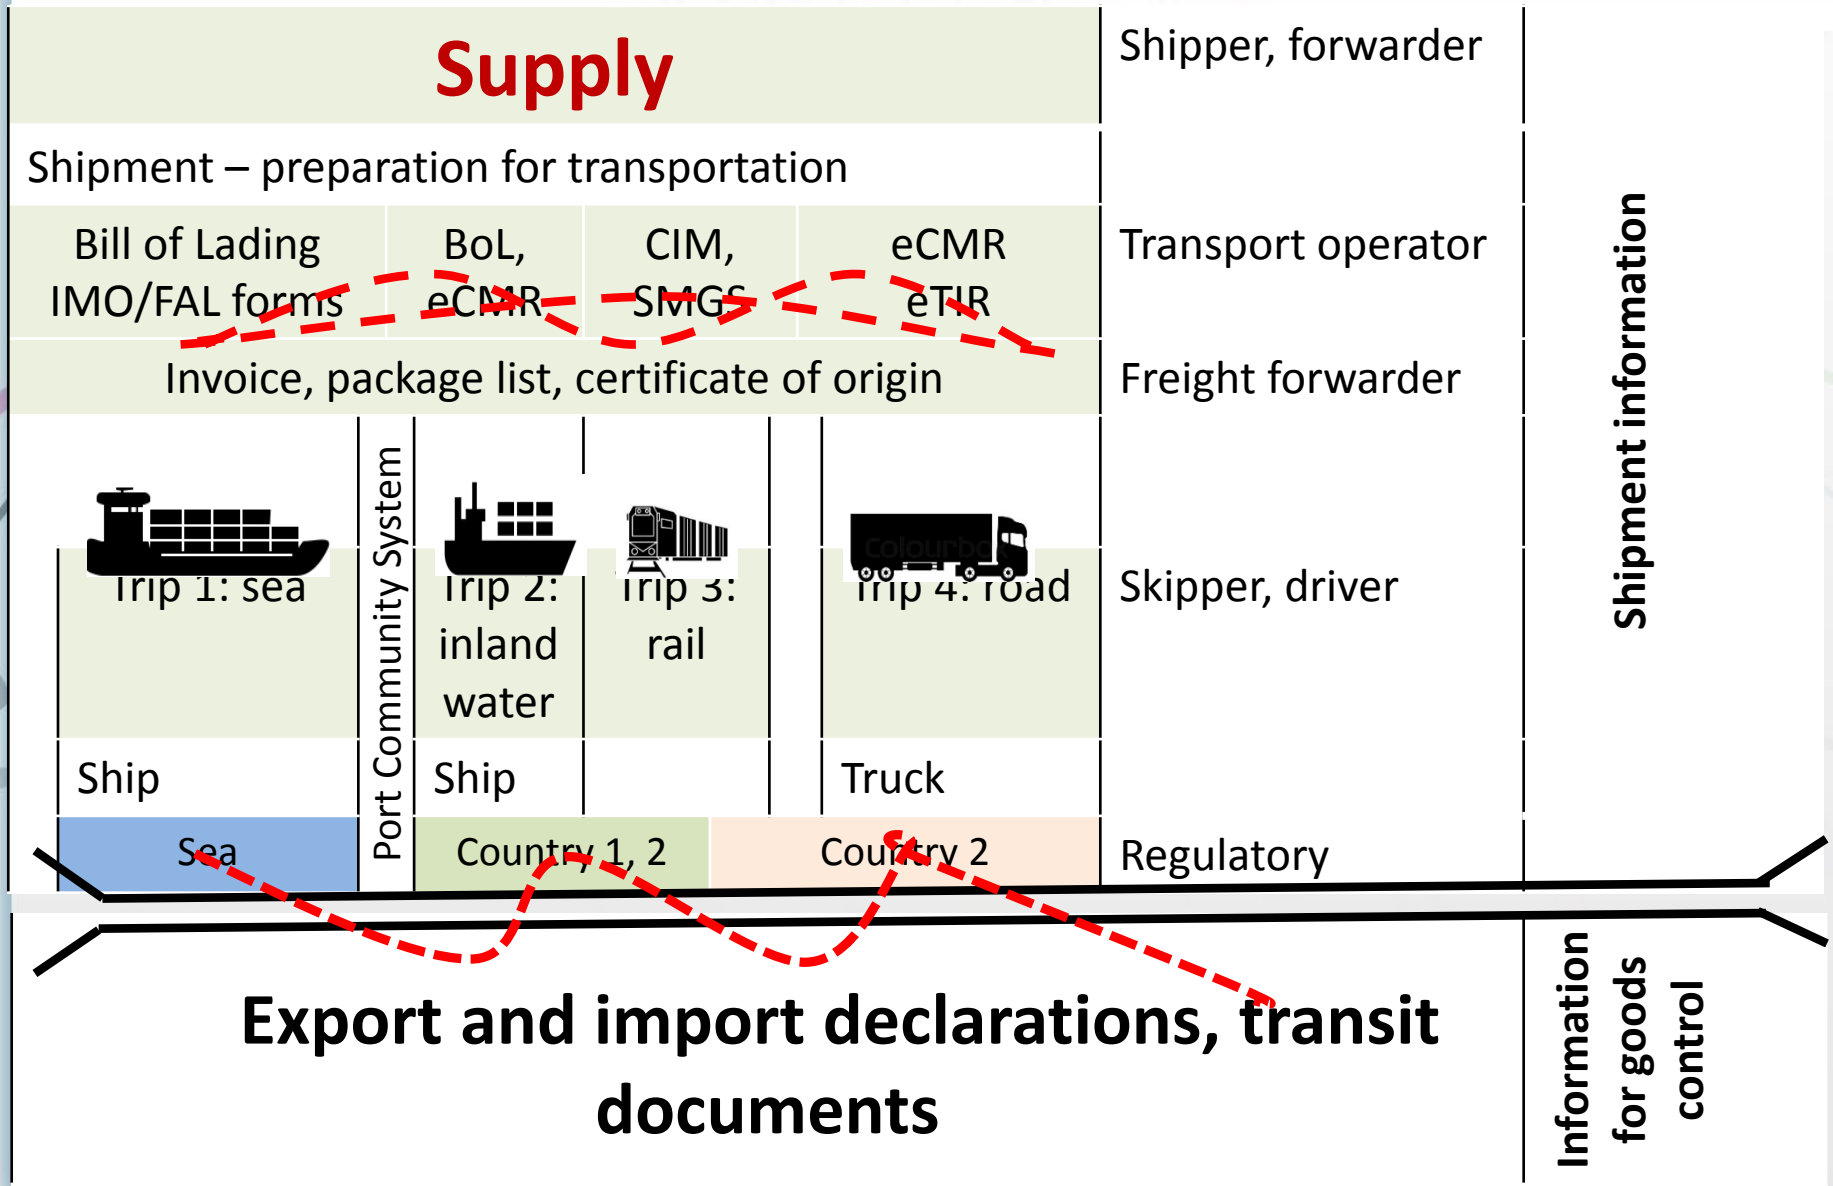 Supply
Shipper, forwarder
Shipment – preparation for transportation
Bill of Lading
IMO/FAL forms
BoL,
eCMR
CIM,
SMGS
eCMR
eTIR
Transport operator
Invoice, package list, certificate of origin
Freight forwarder
Shipment information
Port Community System
colourbox
Trip 1: sea
Trip 2:
inland
water
Trip 3:
rail
Trip 4: road
Skipper, driver
Ship
Ship
Truck
Sea
Country 1, 2
Country 2
Regulatory
Export and import declarations, transit
documents
Information
for goods
control